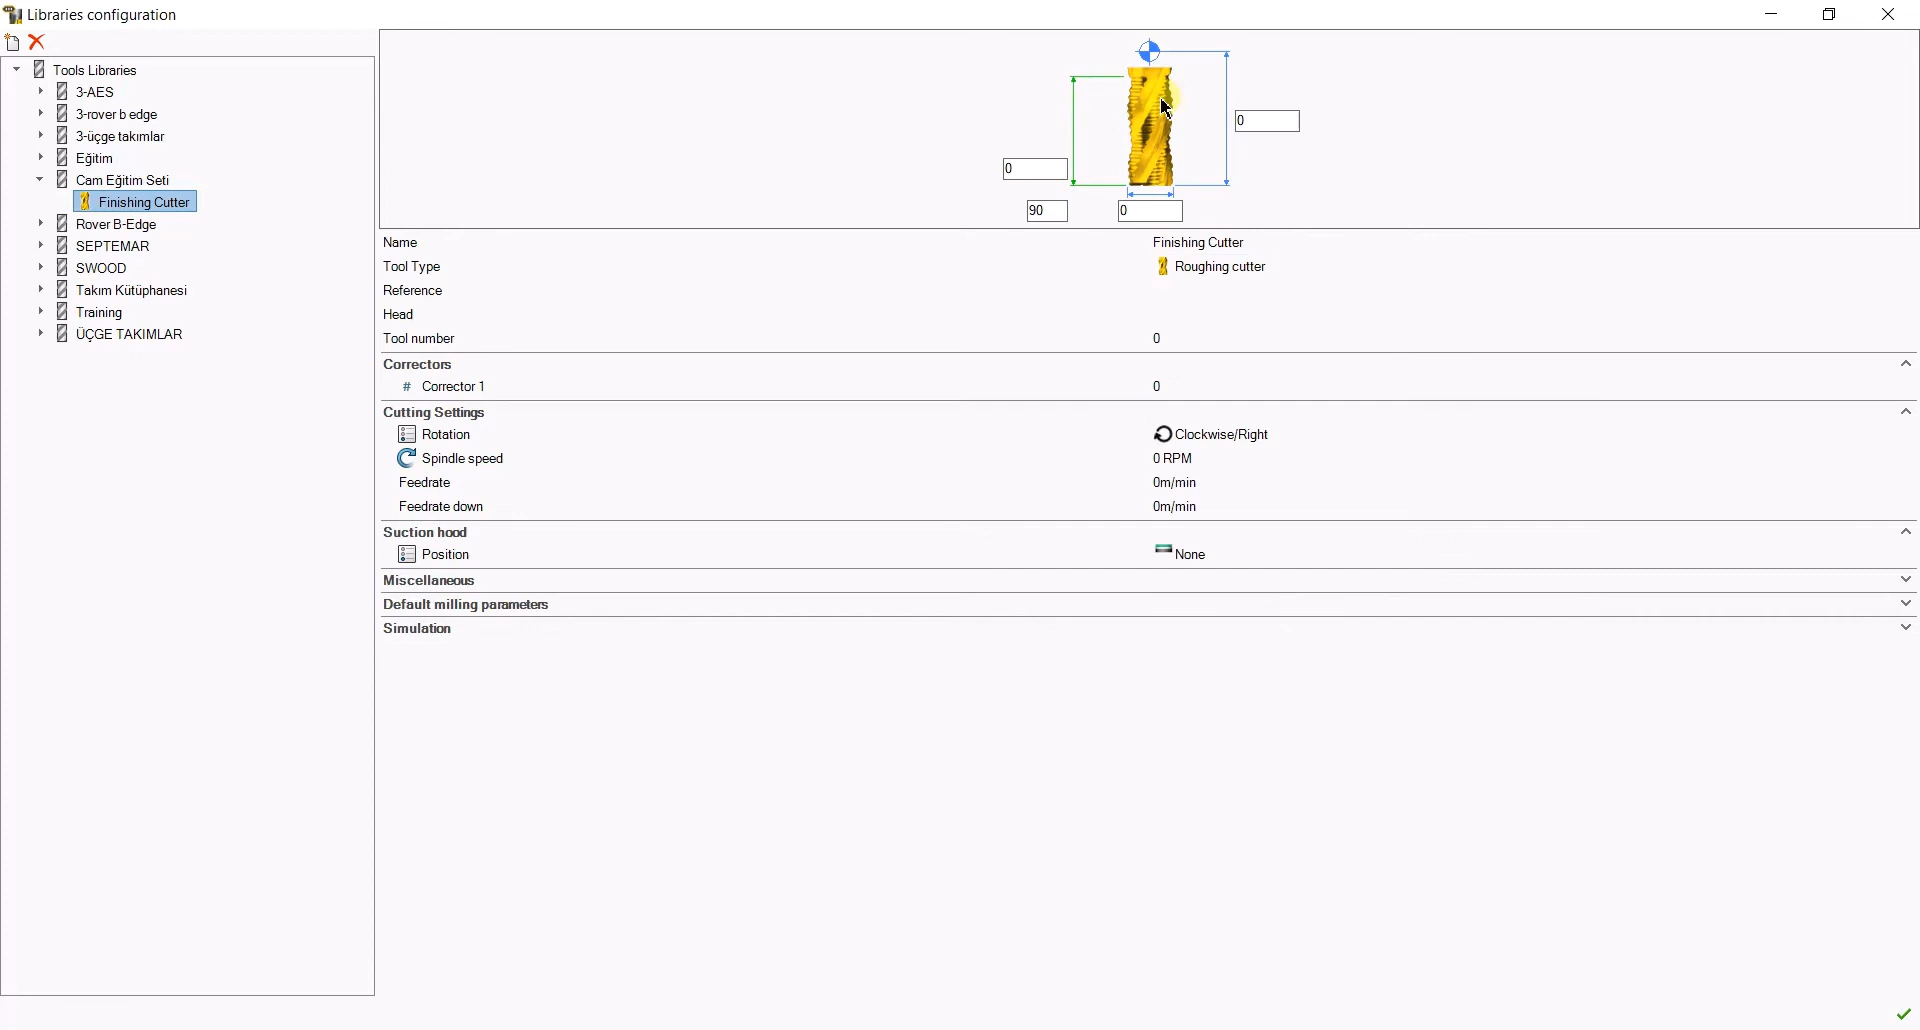 Libraries configuration
Tools Libraries
3-AES
3-rover b edge
3-üçge takımlar
Eğitim
Cam Eğitim Seti
Finishing Cutter
Rover B-Edge
SEPTEMAR
SWOOD
Takım Kütüphanesi
Training
ÜÇGE TAKIMLAR
0
0
90
0
Name Finishing Cutter
Tool Type Roughing cutter
Reference
Head
Tool number 0
Correctors
# Corrector 1 0
Cutting Settings
Rotation Clockwise/Right
Spindle speed 0 RPM
Feedrate 0m/min
Feedrate down 0m/min
Suction hood
Position None
Miscellaneous
Default milling parameters
Simulation